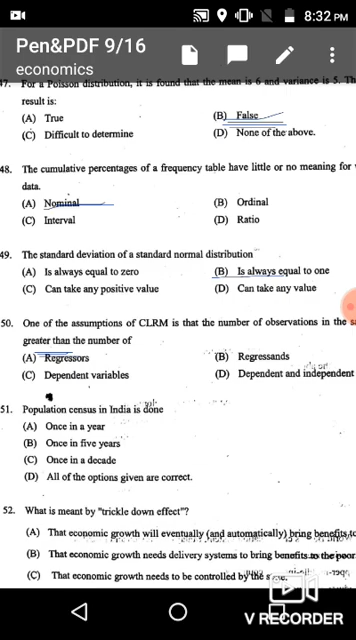 8:32 PM
Pen&PDF 9/16
economics
47. For a Poisson distribution, it is found that the mean is 6 and variance is 5. Th
result is:
(A) True (B) False
(C) Difficult to determine (D) None of the above.
48. The cumulative percentages of a frequency table have little or no meaning for
data.
(A) Nominal (B) Ordinal
(C) Interval (D) Ratio
49. The standard deviation of a standard normal distribution
(A) Is always equal to zero (B) Is always equal to one
(C) Can take any positive value (D) Can take any value
50. One of the assumptions of CLRM is that the number of observations in the sa
greater than the number of
(A) Regressors (B) Regressands
(C) Dependent variables (D) Dependent and independent
51. Population census in India is done
(A) Once in a year
(B) Once in five years
(C) Once in a decade
(D) All of the options given are correct.
52. What is meant by "trickle down effect"?
(A) That economic growth will eventually (and automatically) bring benefits to
(B) That economic growth needs delivery systems to bring benefits to the poor
(C) That economic growth needs to be controlled by the
V RECORDER